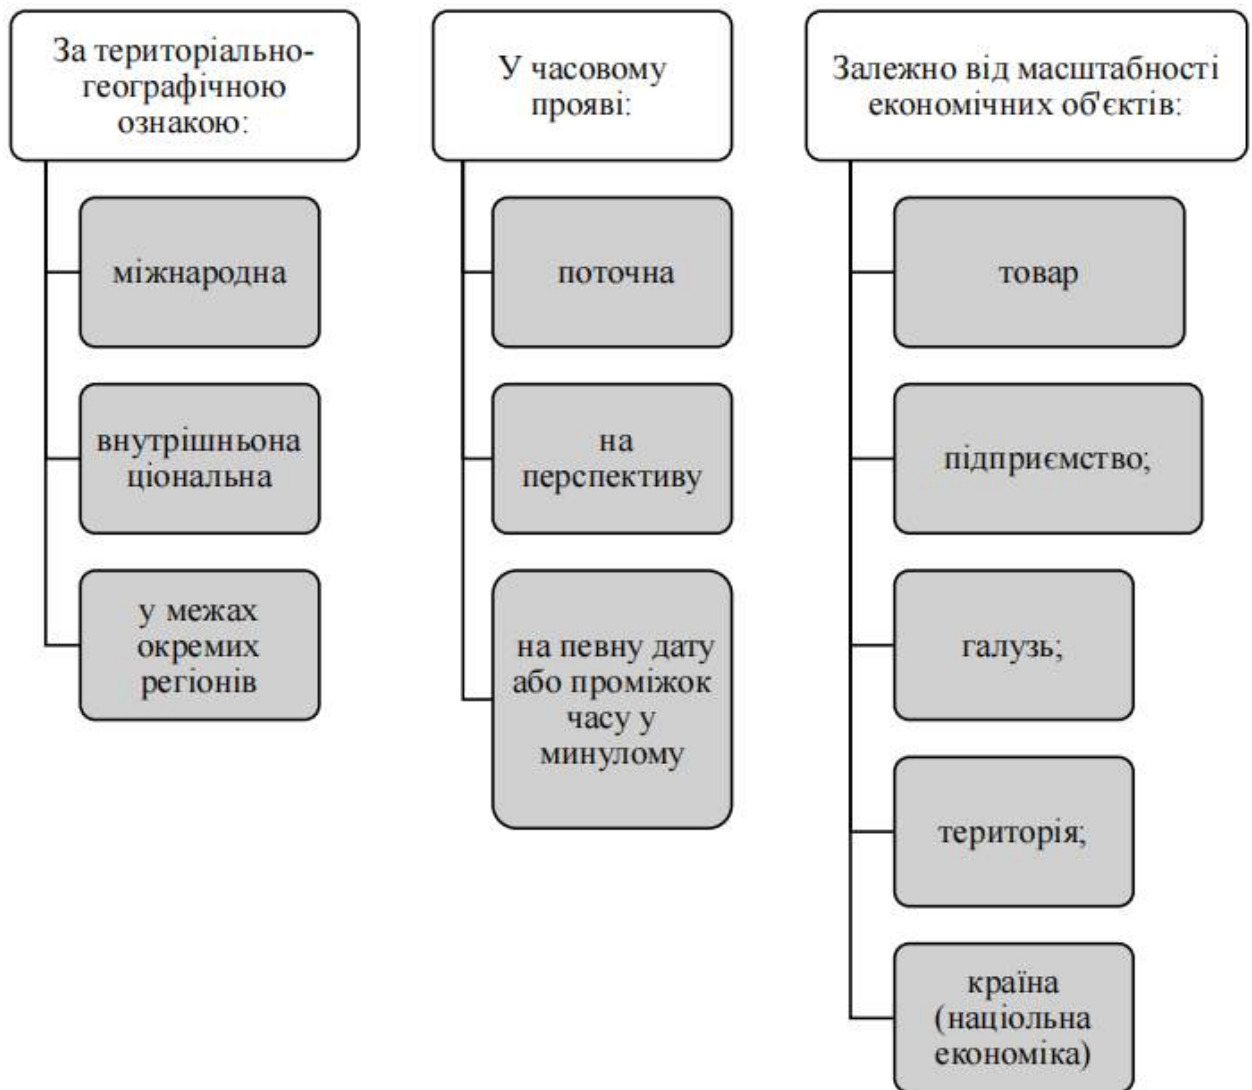 За територіально-
географічною
ознакою:
міжнародна
внутрішньона
ціональна
у межах
окремих
регіонів
У часовому
прояві:
поточна
на
перспективу
на певну дату
або проміжок
часу у
минулому
Залежно від масштабності
економічних об'єктів:
товар
підприємство;
галузь;
територія;
країна
(націольна
економіка)